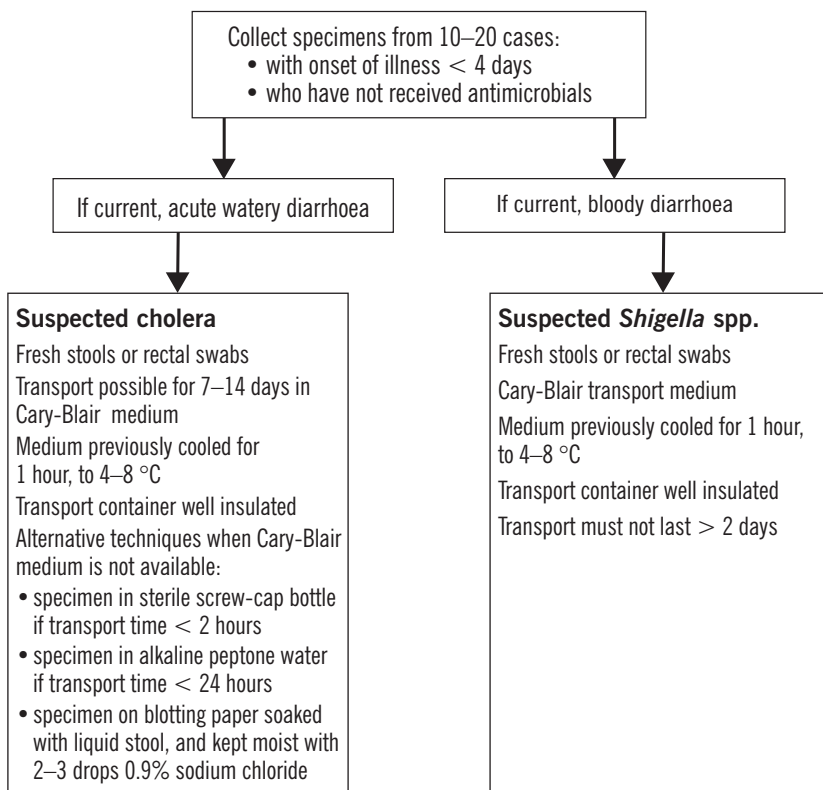 Collect specimens from 10–20 cases:
• with onset of illness < 4 days
• who have not received antimicrobials
If current, acute watery diarrhoea
If current, bloody diarrhoea
Suspected cholera
Fresh stools or rectal swabs
Transport possible for 7–14 days in
Cary-Blair medium
Medium previously cooled for
1 hour, to 4–8 °C
Transport container well insulated
Alternative techniques when Cary-Blair
medium is not available:
• specimen in sterile screw-cap bottle
if transport time < 2 hours
• specimen in alkaline peptone water
if transport time < 24 hours
• specimen on blotting paper soaked
with liquid stool, and kept moist with
2–3 drops 0.9% sodium chloride
Suspected Shigella spp.
Fresh stools or rectal swabs
Cary-Blair transport medium
Medium previously cooled for 1 hour,
to 4–8 °C
Transport container well insulated
Transport must not last > 2 days